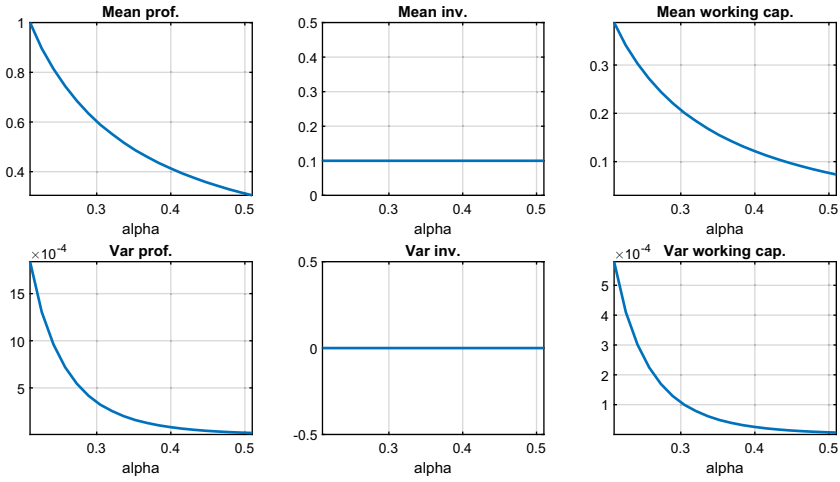 Mean prof.
1
0.8
0.6
0.4
0.3 0.4 0.5
alpha
Mean inv.
0.5
0.4
0.3
0.2
0.1
0
0.3 0.4 0.5
alpha
Mean working cap.
0.3
0.2
0.1
0.3 0.4 0.5
alpha
×10⁻⁴ Var prof.
15
10
5
0.3 0.4 0.5
alpha
Var inv.
0.5
0
-0.5
0.3 0.4 0.5
alpha
×10⁻⁴ Var working cap.
5
4
3
2
1
0.3 0.4 0.5
alpha